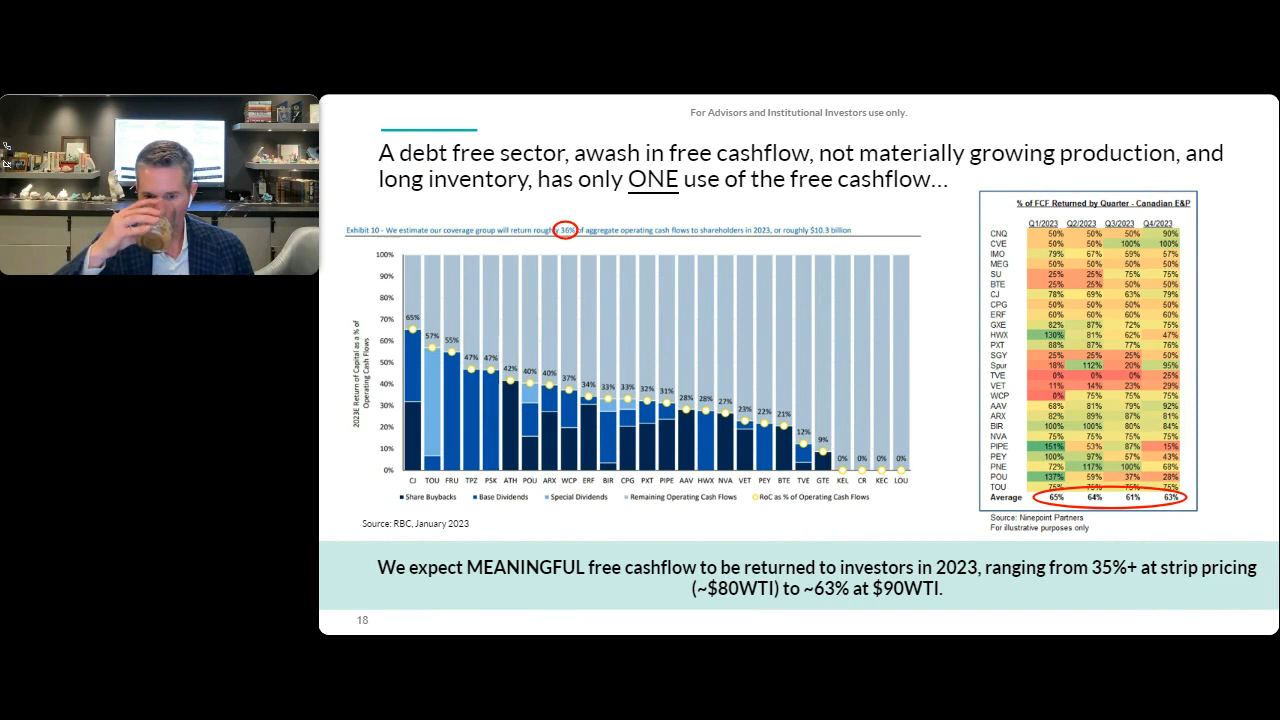 For Advisors and Institutional Investors use only.
A debt free sector, awash in free cashflow, not materially growing production, and
long inventory, has only ONE use of the free cashflow…
Exhibit 10 - We estimate our coverage group will return roughly 36% of aggregate operating cash flows to shareholders in 2023, or roughly $10.3 billion
2023E Return of Capital as a % of
Operating Cash Flows
100%
90%
80%
70%
60%
50%
40%
30%
20%
10%
0%
65% 57% 55% 47% 47% 42% 40% 40% 37% 34% 33% 33% 32% 31% 28% 28% 27% 23% 22% 21% 12% 9% 0% 0% 0% 0%
CJ TOU FRU TPZ PSK ATH POU ARX WCP ERF BIR CPG PXT PIPE AAV HWX NVA VET PEY BTE TVE GTE KEL CR KEC LOU
Share Buybacks Base Dividends Special Dividends Remaining Operating Cash Flows RoC as % of Operating Cash Flows
Source: RBC, January 2023
% of FCF Returned by Quarter - Canadian E&P
Q1/2023 Q2/2023 Q3/2023 Q4/2023
CNQ 50% 50% 50% 90%
CVE 50% 50% 100% 100%
IMO 79% 67% 59% 57%
MEG 50% 50% 50% 50%
SU 25% 25% 75% 75%
BTE 25% 25% 50% 50%
CJ 78% 69% 63% 79%
CPG 50% 50% 50% 50%
ERF 60% 60% 60% 60%
GXE 82% 87% 72% 75%
HWX 130% 81% 62% 47%
PXT 88% 87% 77% 76%
SGY 25% 25% 25% 50%
Spur 18% 112% 20% 95%
TVE 0% 0% 0% 25%
VET 11% 14% 23% 29%
WCP 0% 75% 75% 75%
AAV 68% 81% 79% 92%
ARX 82% 89% 87% 81%
BIR 100% 100% 80% 84%
NVA 75% 75% 75% 75%
PIPE 151% 53% 87% 15%
PEY 100% 97% 57% 43%
PNE 72% 117% 100% 68%
POU 137% 59% 37% 28%
TOU 75% 75% 75% 75%
Average 65% 64% 61% 63%
Source: Ninepoint Partners
For illustrative purposes only
We expect MEANINGFUL free cashflow to be returned to investors in 2023, ranging from 35%+ at strip pricing
(~$80WTI) to ~63% at $90WTI.
18